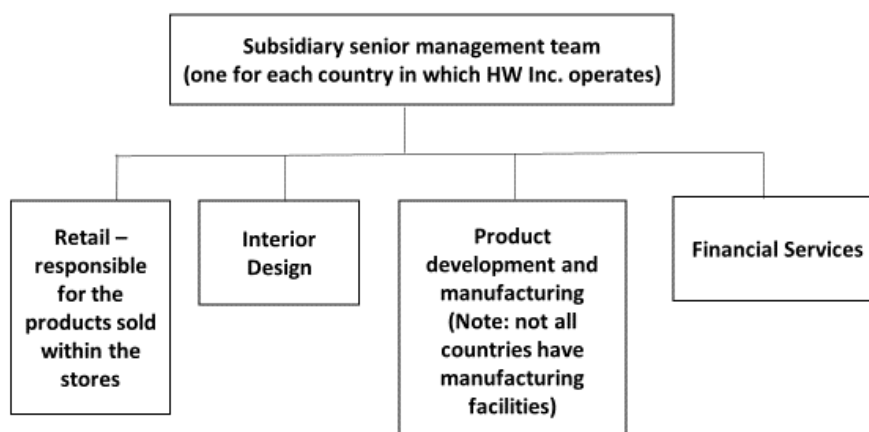 Subsidiary senior management team
(one for each country in which HW Inc. operates)
Retail –
responsible
for the
products sold
within the
stores
Interior
Design
Product
development and
manufacturing
(Note: not all
countries have
manufacturing
facilities)
Financial Services